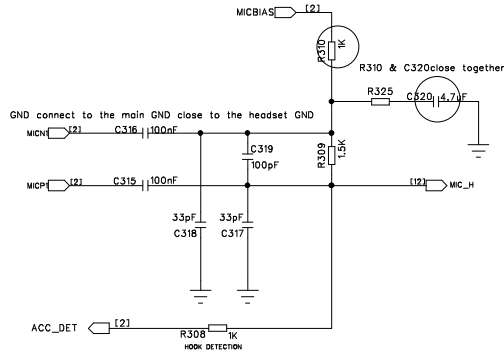 MICBIAS [2]
R310 1K
R310 & C320close together
R325 C320 4.7uF
GND connect to the main GND close to the headset GND
MICN1 [2] C316 100nF
C319
100pF
R309 1.5K
MICP1 [2] C315 100nF [12] MIC_H
33pF 33pF
C318 C317
ACC_DET [2] R308 1K
HOOK DETECTION